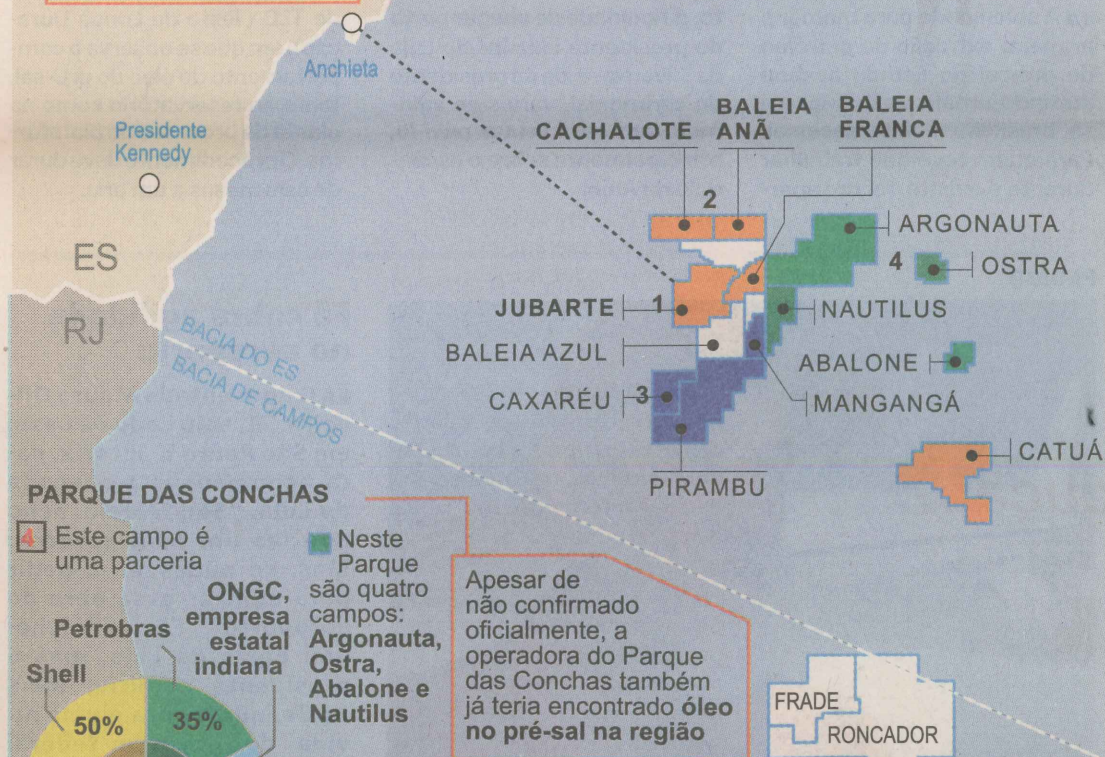 Anchieta
Presidente
Kennedy
ES
RJ
BACIA DO ES
BACIA DE CAMPOS
CACHALOTE
BALEIA
ANÃ
BALEIA
FRANCA
2
ARGONAUTA
4
OSTRA
JUBARTE
1
NAUTILUS
BALEIA AZUL
ABALONE
CAXARÉU
3
MANGANGÁ
PIRAMBU
CATUÁ
PARQUE DAS CONCHAS
4 Este campo é
uma parceria
Shell
50%
Petrobras
35%
ONGC,
empresa
estatal
indiana
Neste
Parque
são quatro
campos:
Argonauta,
Ostra,
Abalone e
Nautilus
Apesar de
não confirmado
oficialmente, a
operadora do Parque
das Conchas também
já teria encontrado óleo
no pré-sal na região
FRADE
RONCADOR